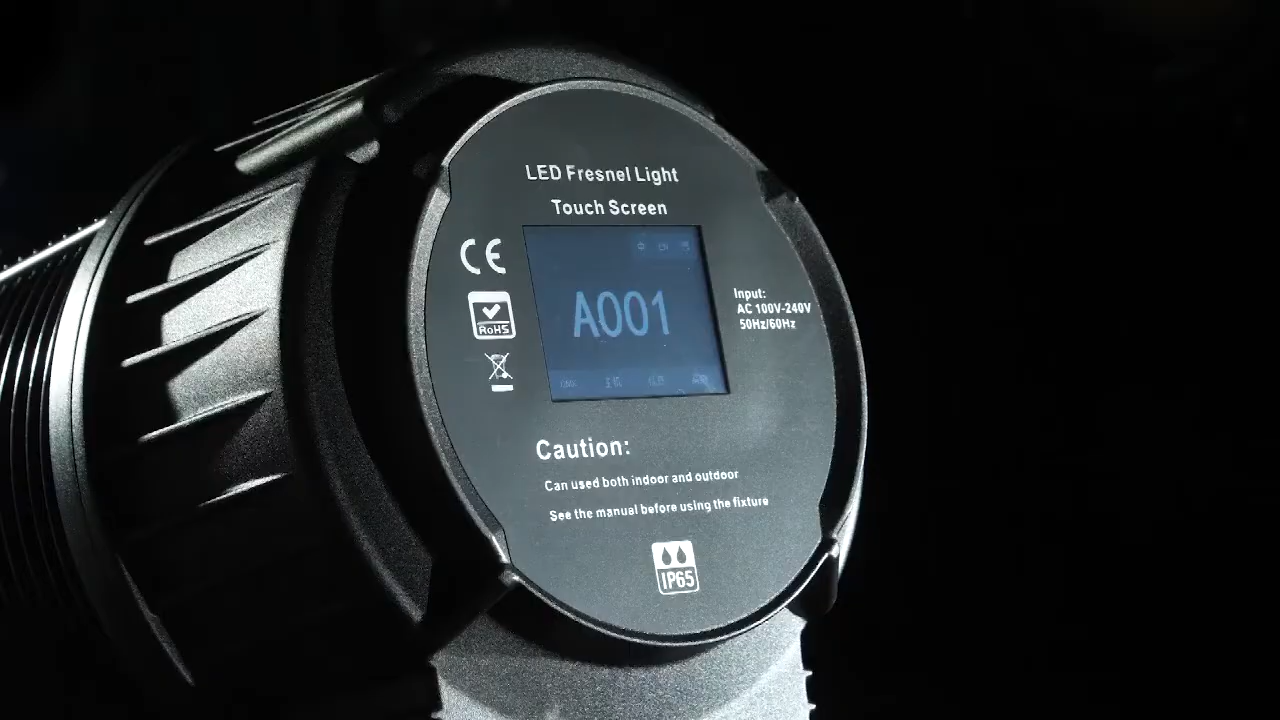 LED Fresnel Light
Touch Screen
CE
RoHS
EN
A001
Input:
AC 100V-240V
50Hz/60Hz
Caution:
Can used both indoor and outdoor
See the manual before using the fixture
IP65